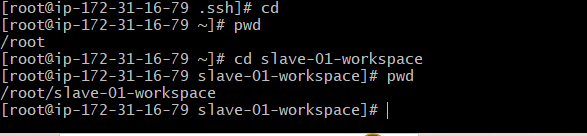 [root@ip-172-31-16-79 .ssh]# cd
[root@ip-172-31-16-79 ~]# pwd
/root
[root@ip-172-31-16-79 ~]# cd slave-01-workspace
[root@ip-172-31-16-79 slave-01-workspace]# pwd
/root/slave-01-workspace
[root@ip-172-31-16-79 slave-01-workspace]#